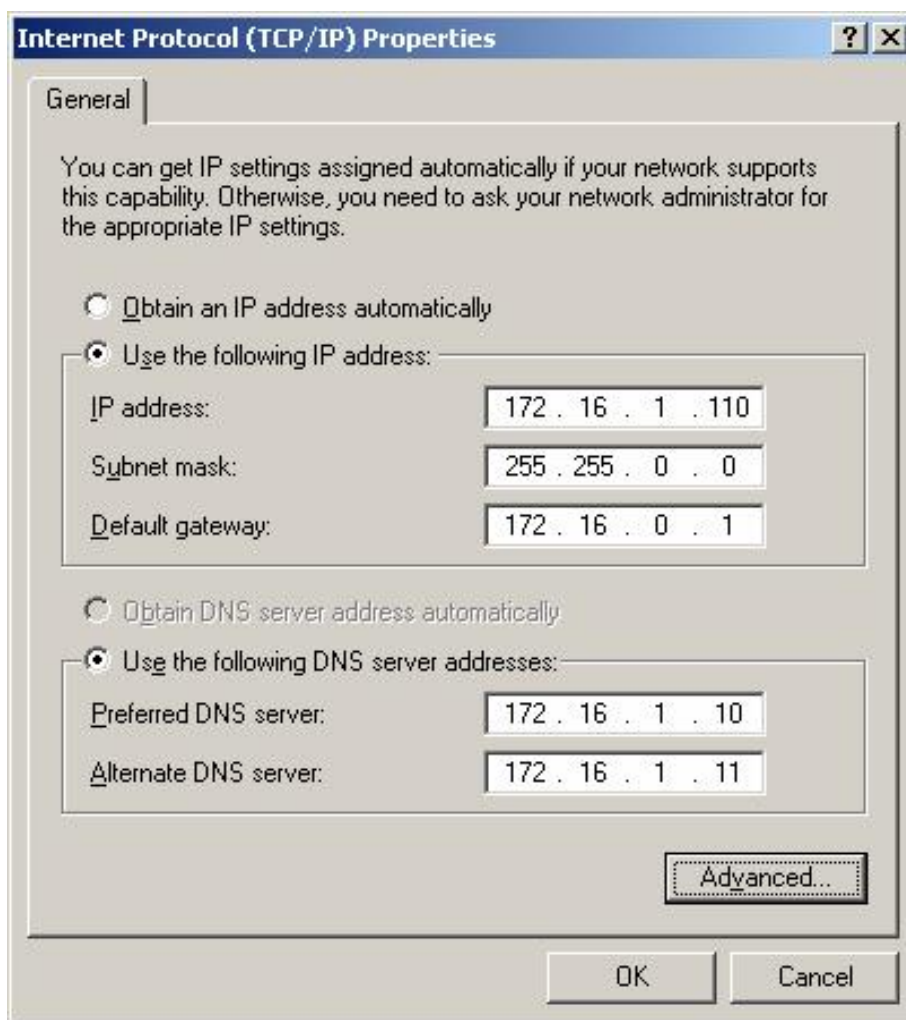 Internet Protocol (TCP/IP) Properties
General
You can get IP settings assigned automatically if your network supports
this capability. Otherwise, you need to ask your network administrator for
the appropriate IP settings.
Obtain an IP address automatically
Use the following IP address:
IP address: 172 . 16 . 1 . 110
Subnet mask: 255 . 255 . 0 . 0
Default gateway: 172 . 16 . 0 . 1
Obtain DNS server address automatically
Use the following DNS server addresses:
Preferred DNS server: 172 . 16 . 1 . 10
Alternate DNS server: 172 . 16 . 1 . 11
Advanced...
OK Cancel